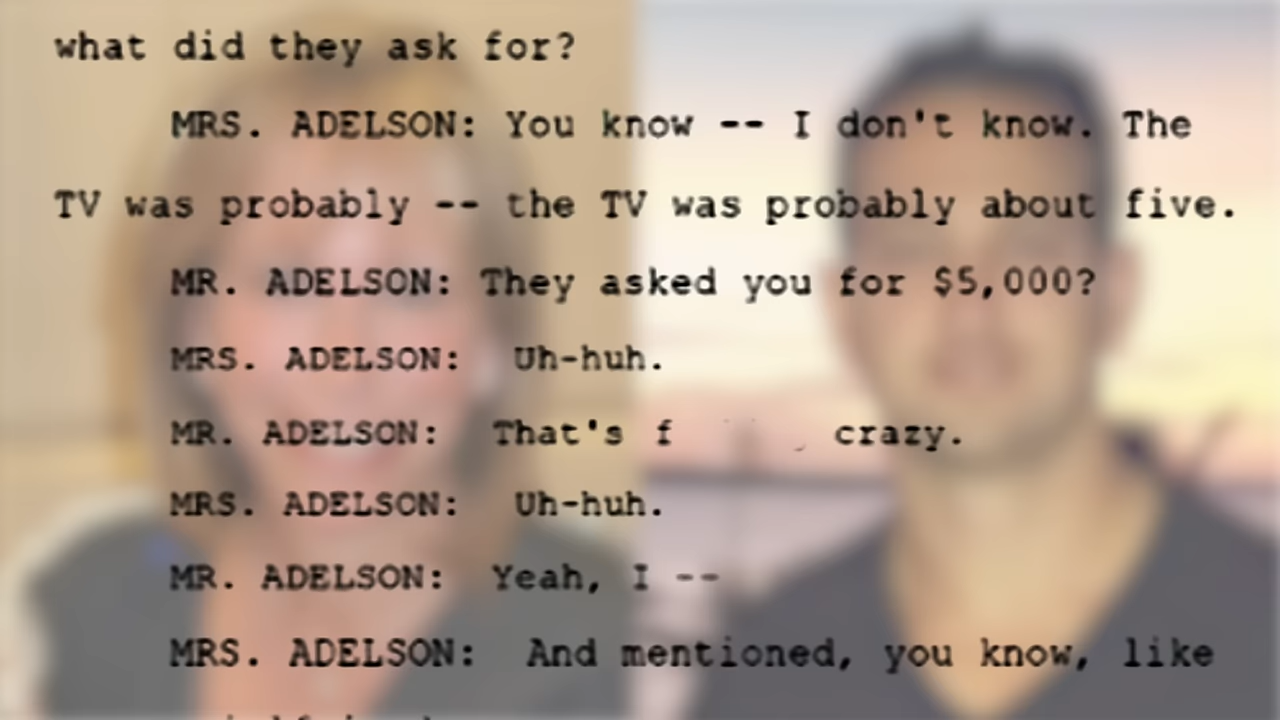 what did they ask for?
MRS. ADELSON: You know -- I don't know. The
TV was probably -- the TV was probably about five.
MR. ADELSON: They asked you for $5,000?
MRS. ADELSON: Uh-huh.
MR. ADELSON: That's f crazy.
MRS. ADELSON: Uh-huh.
MR. ADELSON: Yeah, I --
MRS. ADELSON: And mentioned, you know, like